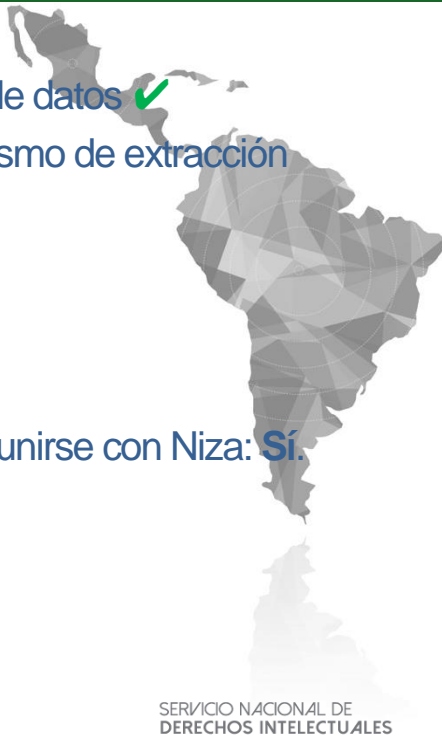 le datos ✔
smo de extracción
unirse con Niza: Sí.
SERVICIO NACIONAL DE
DERECHOS INTELECTUALES